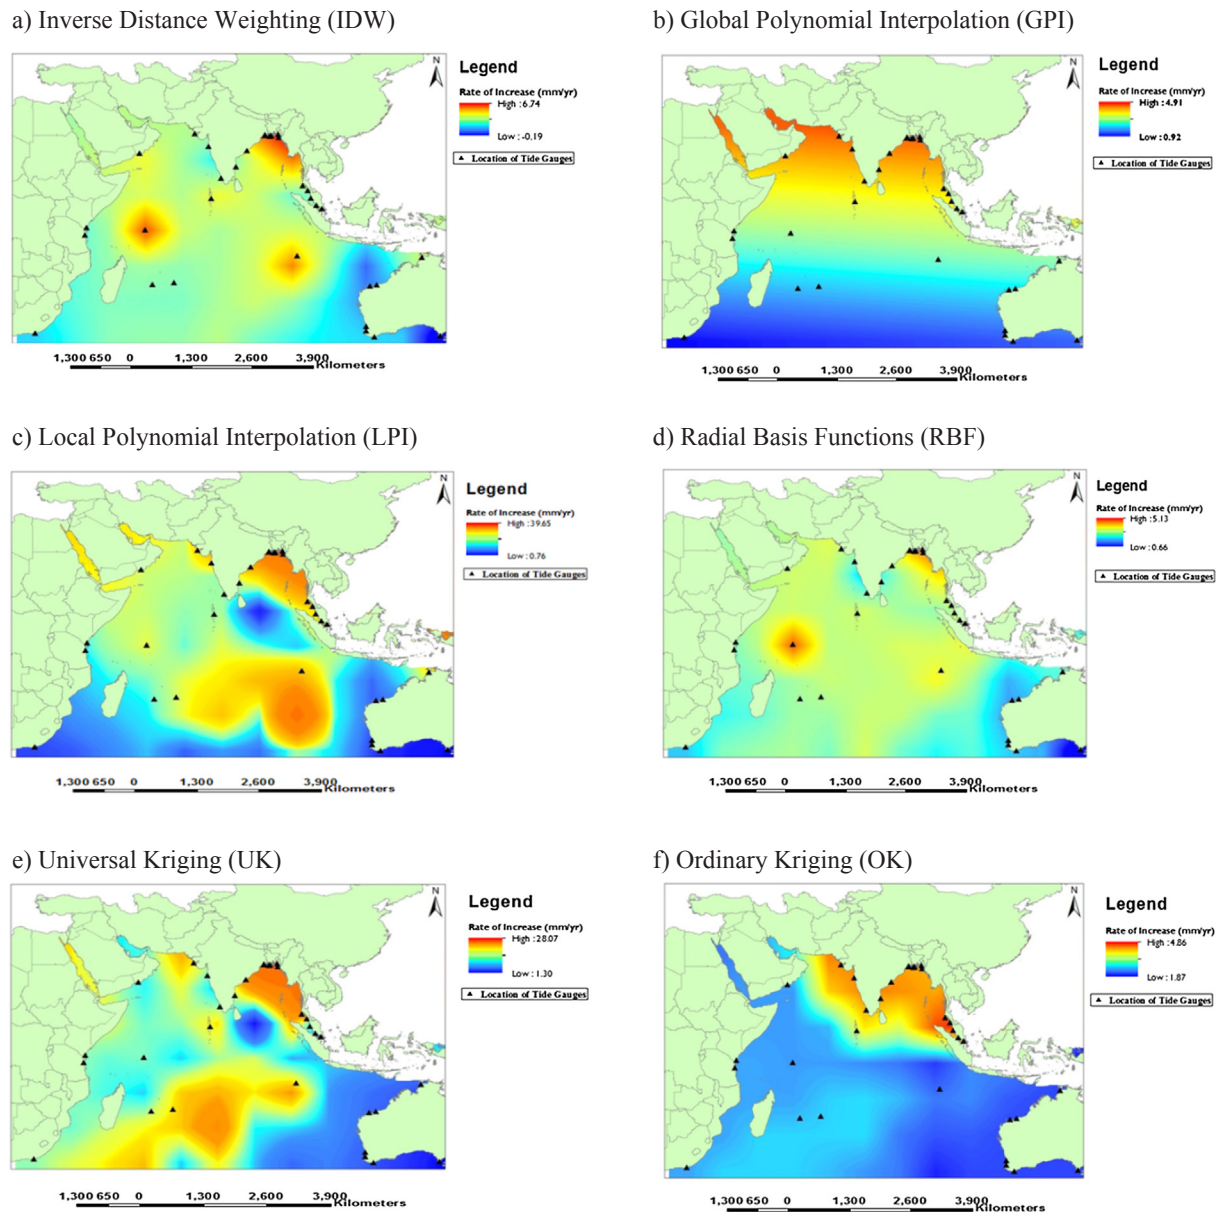 a) Inverse Distance Weighting (IDW)
N
Legend
Rate of Increase (mm/yr)
High : 6.74
Low : -0.19
▲ Location of Tide Gauges
1,300 650 0 1,300 2,600 3,900
Kilometers
b) Global Polynomial Interpolation (GPI)
N
Legend
Rate of Increase (mm/yr)
High : 4.91
Low : 0.92
▲ Location of Tide Gauges
1,300 650 0 1,300 2,600 3,900
Kilometers
c) Local Polynomial Interpolation (LPI)
N
Legend
Rate of Increase (mm/yr)
High : 39.65
Low : 0.76
▲ Location of Tide Gauges
1,300 650 0 1,300 2,600 3,900
Kilometers
d) Radial Basis Functions (RBF)
N
Legend
Rate of Increase (mm/yr)
High : 5.13
Low : 0.66
▲ Location of Tide Gauges
1,300 650 0 1,300 2,600 3,900
Kilometers
e) Universal Kriging (UK)
N
Legend
Rate of Increase (mm/yr)
High : 28.07
Low : 1.30
▲ Location of Tide Gauges
1,300 650 0 1,300 2,600 3,900
Kilometers
f) Ordinary Kriging (OK)
N
Legend
Rate of Increase (mm/yr)
High : 4.86
Low : 1.87
▲ Location of Tide Gauges
1,300 650 0 1,300 2,600 3,900
Kilometers